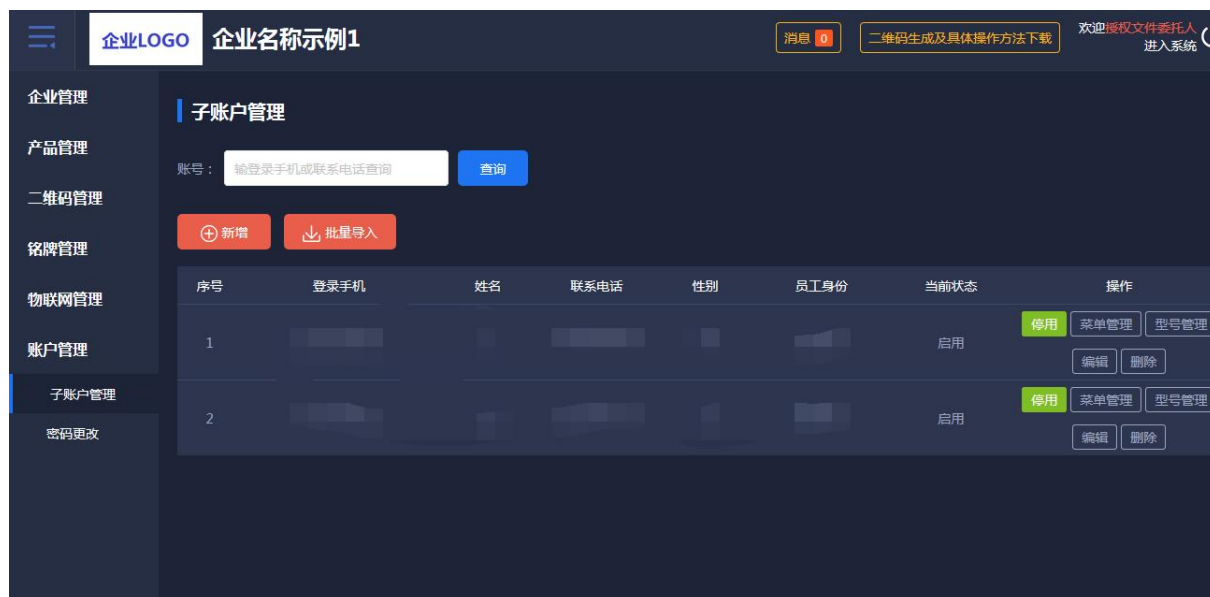 企业LOGO 企业名称示例1 消息 0 二维码生成及具体操作方法下载 欢迎授权文件委托人
进入系统
企业管理
子账户管理
产品管理
账号： 输登录手机或联系电话查询 查询
二维码管理
新增 批量导入
铭牌管理
序号 登录手机 姓名 联系电话 性别 员工身份 当前状态 操作
物联网管理
1 启用 停用 菜单管理 型号管理
编辑 删除
账户管理
子账户管理
2 启用 停用 菜单管理 型号管理
编辑 删除
密码更改